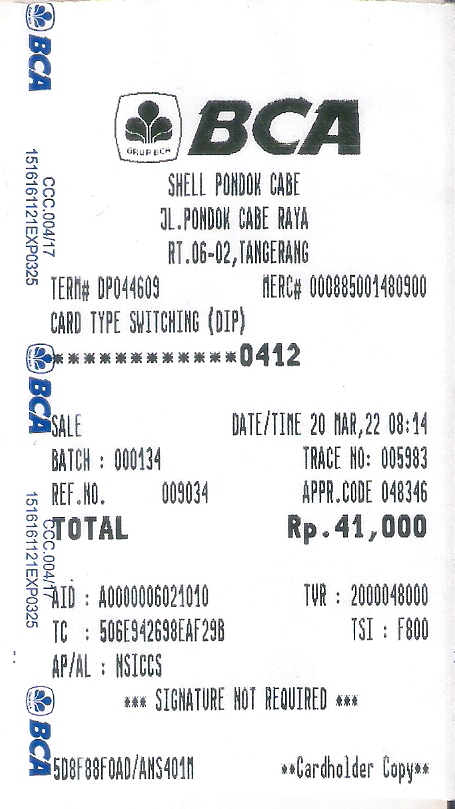 GRUP BCA
BCA
SHELL PONDOK CABE
JL.PONDOK CABE RAYA
RT.06-02,TANGERANG
TERM# DP044609 MERC# 000885001480900
CARD TYPE SWITCHING (DIP)
************0412
SALE DATE/TIME 20 MAR,22 08:14
BATCH : 000134 TRACE NO: 005983
REF.NO. 009034 APPR.CODE 048346
TOTAL Rp.41,000
AID : A0000006021010 TVR : 2000048000
TC : 506E942698EAF29B TSI : F800
AP/AL : NSICCS
*** SIGNATURE NOT REQUIRED ***
5D8F88F0AD/ANS401M **Cardholder Copy**
BCA
CCC.004/17
1516161121EXP0325
BCA
CCC.004/17
1516161121EXP0325
BCA